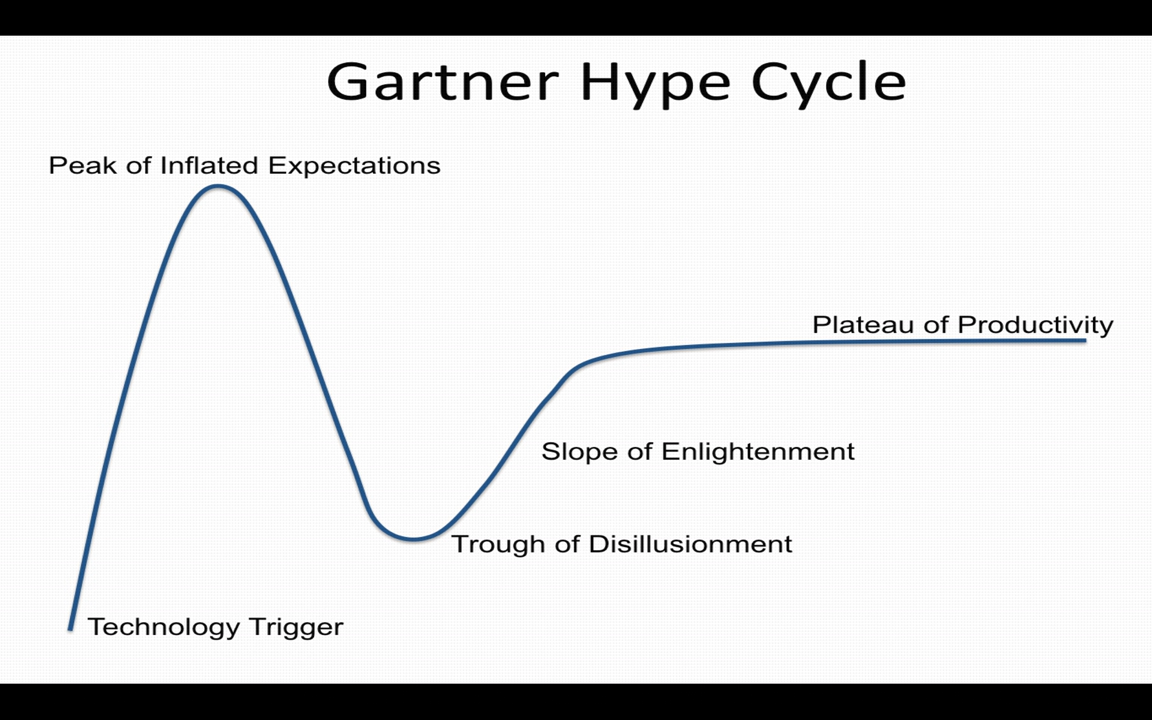 Gartner Hype Cycle
Peak of Inflated Expectations
Plateau of Productivity
Slope of Enlightenment
Trough of Disillusionment
Technology Trigger